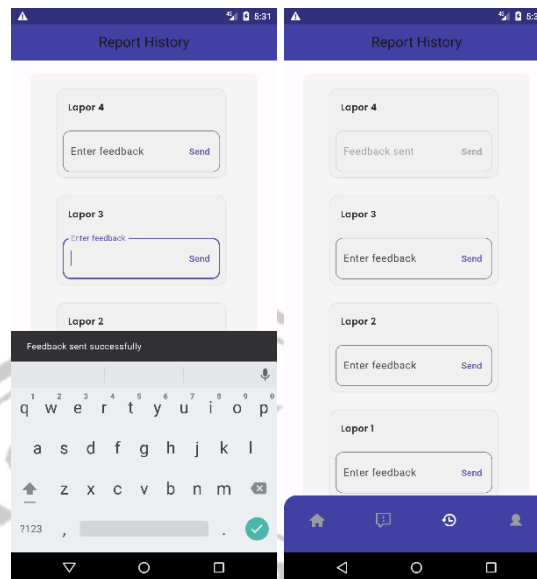 5:31
Report History
Lapor 4
Enter feedback Send
Lapor 3
Enter feedback
Send
Lapor 2
Feedback sent successfully
1 2 3 4 5 6 7 8 9 0
q w e r t y u i o p
a s d f g h j k l
z x c v b n m
?123 , .
5:3
Report History
Lapor 4
Feedback sent Send
Lapor 3
Enter feedback Send
Lapor 2
Enter feedback Send
Lapor 1
Enter feedback Send